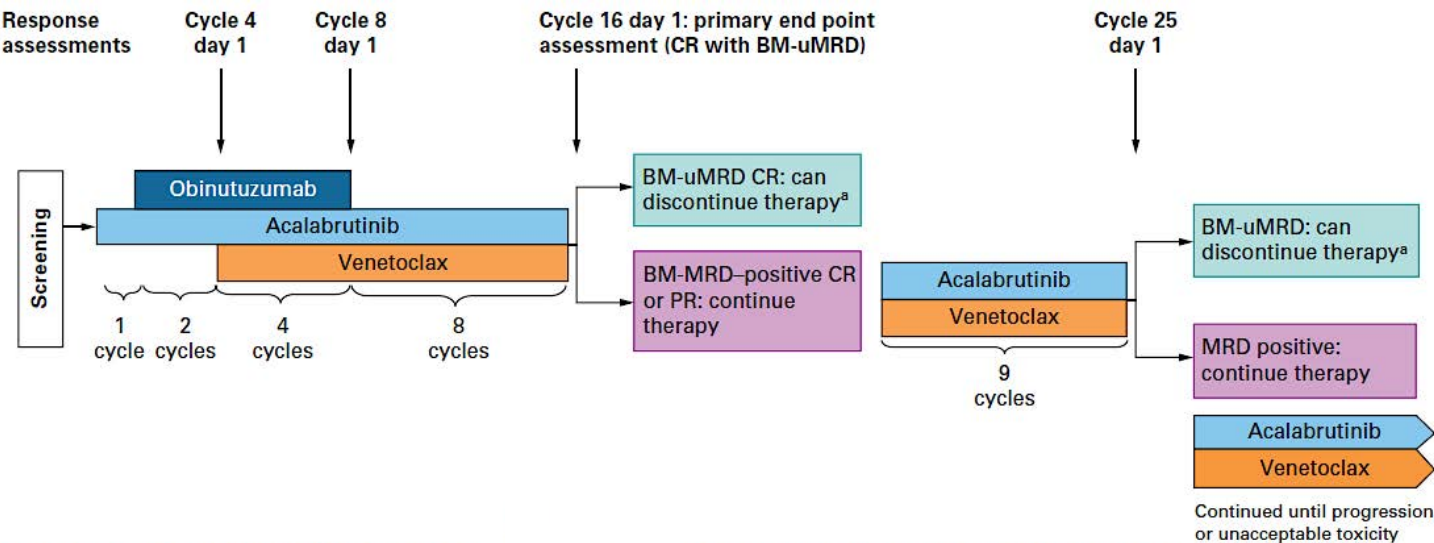 Response
assessments
Cycle 4
day 1
Cycle 8
day 1
Cycle 16 day 1: primary end point
assessment (CR with BM-uMRD)
Cycle 25
day 1
Screening
Obinutuzumab
Acalabrutinib
Venetoclax
1
cycle
2
cycles
4
cycles
8
cycles
BM-uMRD CR: can
discontinue therapyᵃ
BM-MRD–positive CR
or PR: continue
therapy
Acalabrutinib
Venetoclax
9
cycles
BM-uMRD: can
discontinue therapyᵃ
MRD positive:
continue therapy
Acalabrutinib
Venetoclax
Continued until progression
or unacceptable toxicity